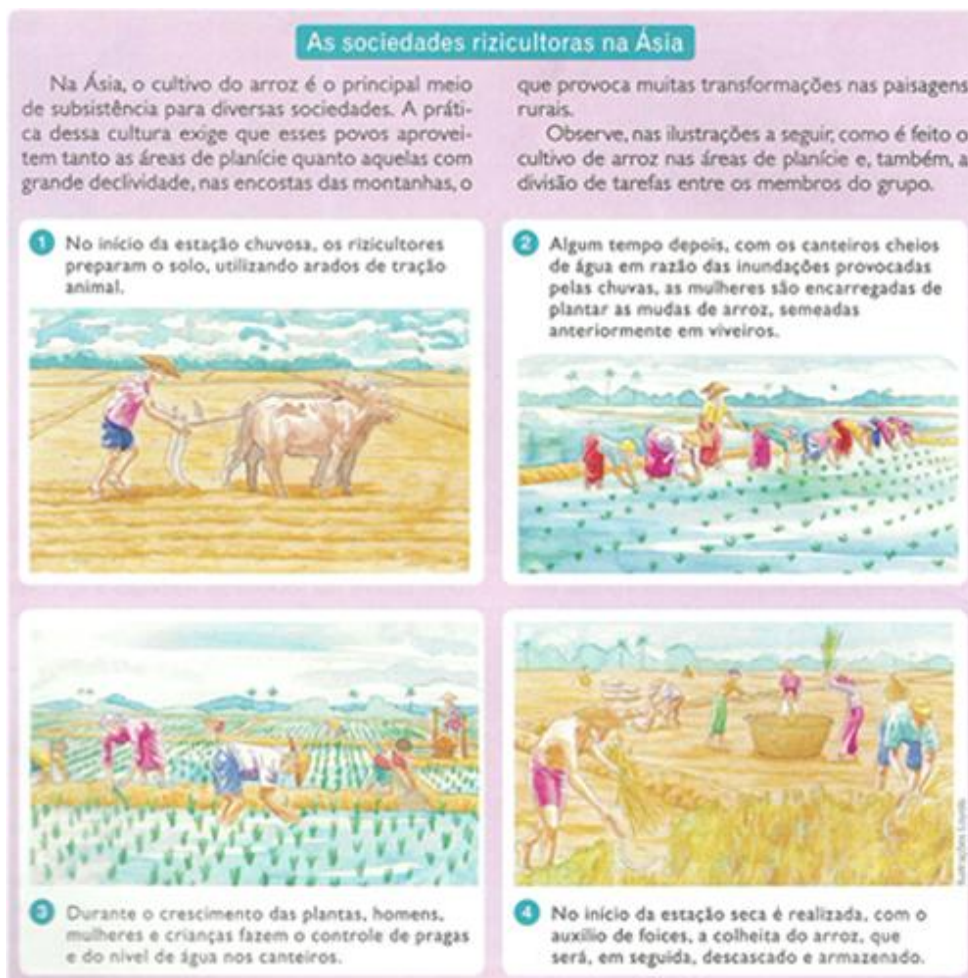 As sociedades rizicultoras na Ásia
Na Ásia, o cultivo do arroz é o principal meio
de subsistência para diversas sociedades. A práti-
ca dessa cultura exige que esses povos aprovei-
tem tanto as áreas de planície quanto aquelas com
grande declividade, nas encostas das montanhas, o
que provoca muitas transformações nas paisagens
rurais.
Observe, nas ilustrações a seguir, como é feito o
cultivo de arroz nas áreas de planície e, também, a
divisão de tarefas entre os membros do grupo.
1 No início da estação chuvosa, os rizicultores
preparam o solo, utilizando arados de tração
animal.
2 Algum tempo depois, com os canteiros cheios
de água em razão das inundações provocadas
pelas chuvas, as mulheres são encarregadas de
plantar as mudas de arroz, semeadas
anteriormente em viveiros.
3 Durante o crescimento das plantas, homens,
mulheres e crianças fazem o controle de pragas
e do nível de água nos canteiros.
4 No início da estação seca é realizada, com o
auxílio de foices, a colheita do arroz, que
será, em seguida, descascado e armazenado.